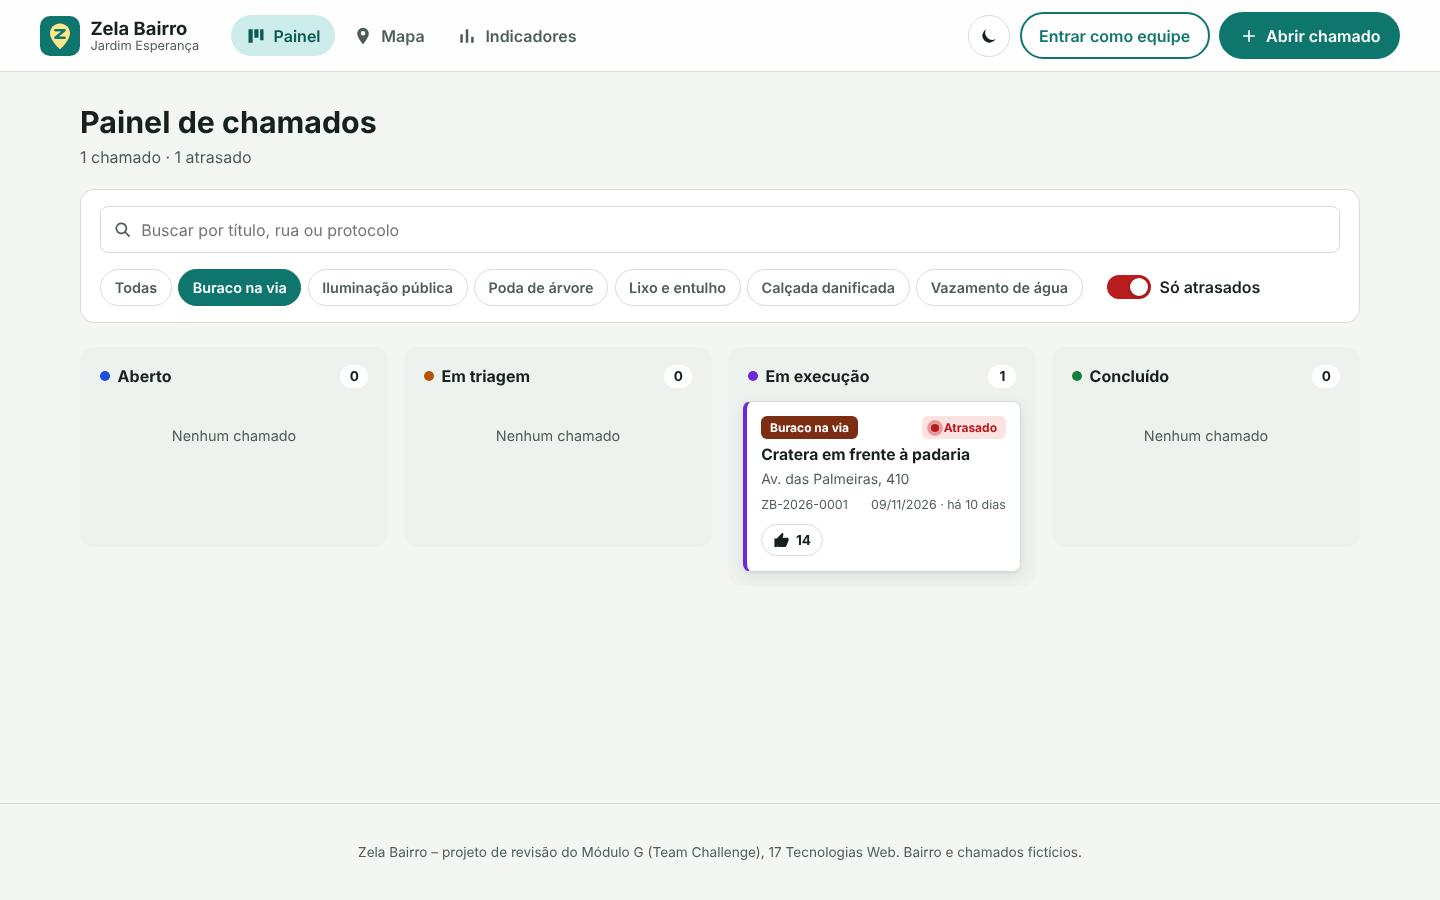 Zela Bairro
Jardim Esperança
Painel
Mapa
Indicadores
Entrar como equipe
Abrir chamado
Painel de chamados
1 chamado · 1 atrasado
Buscar por título, rua ou protocolo
Todas
Buraco na via
Iluminação pública
Poda de árvore
Lixo e entulho
Calçada danificada
Vazamento de água
Só atrasados
Aberto
0
Nenhum chamado
Em triagem
0
Nenhum chamado
Em execução
1
Buraco na via
Atrasado
Cratera em frente à padaria
Av. das Palmeiras, 410
ZB-2026-0001
09/11/2026 · há 10 dias
14
Concluído
0
Nenhum chamado
Zela Bairro – projeto de revisão do Módulo G (Team Challenge), 17 Tecnologias Web. Bairro e chamados fictícios.